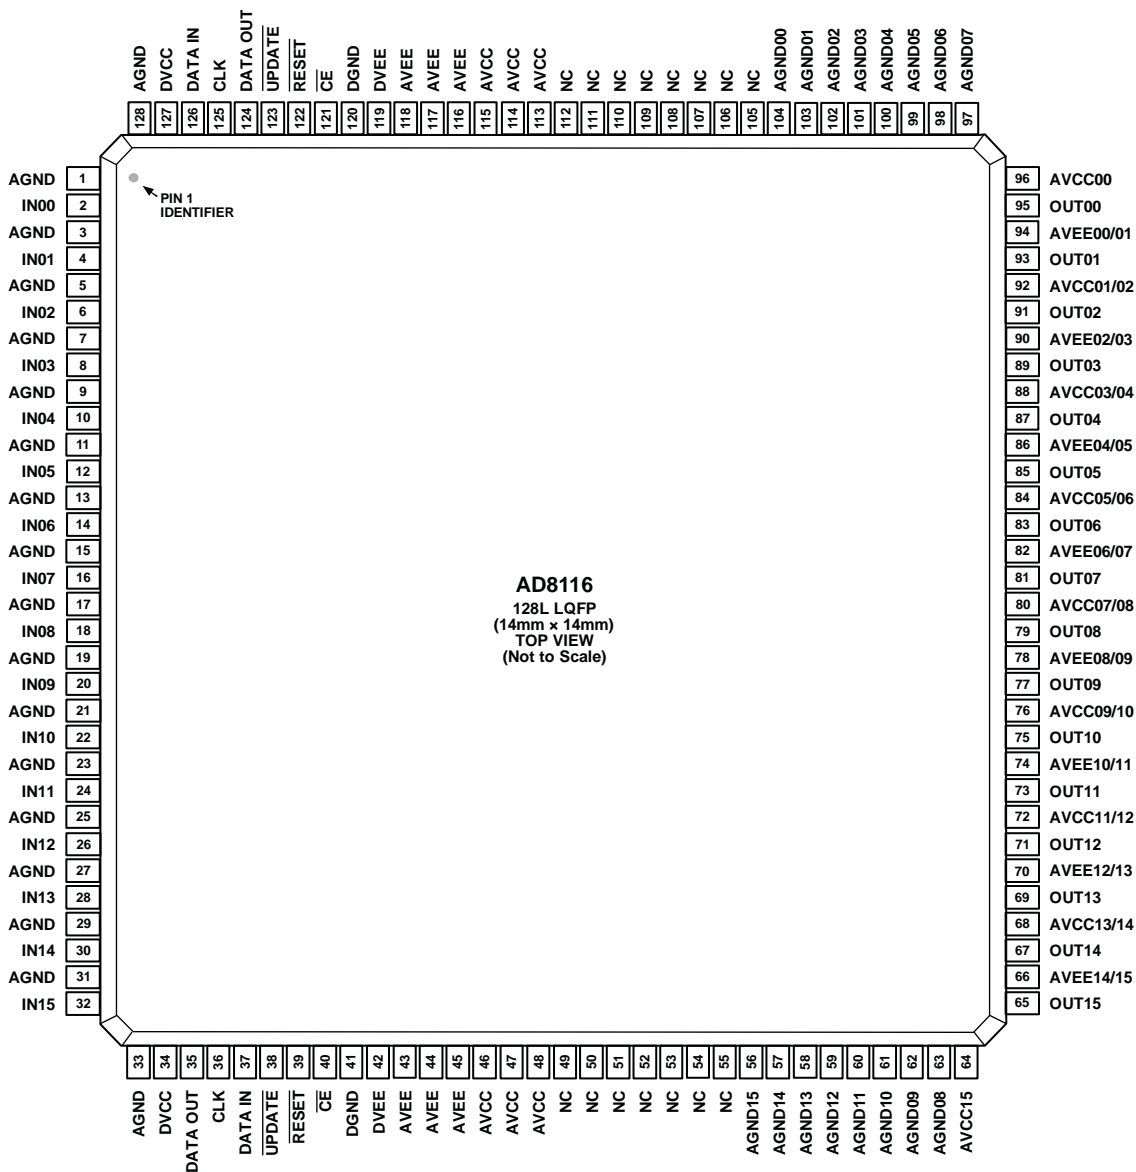 AGND
DVCC
DATA IN
CLK
DATA OUT
UPDATE
RESET
CE
DGND
DVEE
AVEE
AVEE
AVEE
AVCC
AVCC
AVCC
NC
NC
NC
NC
NC
NC
NC
NC
AGND00
AGND01
AGND02
AGND03
AGND04
AGND05
AGND06
AGND07
128
127
126
125
124
123
122
121
120
119
118
117
116
115
114
113
112
111
110
109
108
107
106
105
104
103
102
101
100
99
98
97
AGND 1
IN00 2
AGND 3
IN01 4
AGND 5
IN02 6
AGND 7
IN03 8
AGND 9
IN04 10
AGND 11
IN05 12
AGND 13
IN06 14
AGND 15
IN07 16
AGND 17
IN08 18
AGND 19
IN09 20
AGND 21
IN10 22
AGND 23
IN11 24
AGND 25
IN12 26
AGND 27
IN13 28
AGND 29
IN14 30
AGND 31
IN15 32
PIN 1
IDENTIFIER
AD8116
128L LQFP
(14mm × 14mm)
TOP VIEW
(Not to Scale)
96 AVCC00
95 OUT00
94 AVEE00/01
93 OUT01
92 AVCC01/02
91 OUT02
90 AVEE02/03
89 OUT03
88 AVCC03/04
87 OUT04
86 AVEE04/05
85 OUT05
84 AVCC05/06
83 OUT06
82 AVEE06/07
81 OUT07
80 AVCC07/08
79 OUT08
78 AVEE08/09
77 OUT09
76 AVCC09/10
75 OUT10
74 AVEE10/11
73 OUT11
72 AVCC11/12
71 OUT12
70 AVEE12/13
69 OUT13
68 AVCC13/14
67 OUT14
66 AVEE14/15
65 OUT15
33
34
35
36
37
38
39
40
41
42
43
44
45
46
47
48
49
50
51
52
53
54
55
56
57
58
59
60
61
62
63
64
AGND
DVCC
DATA OUT
CLK
DATA IN
UPDATE
RESET
CE
DGND
DVEE
AVEE
AVEE
AVEE
AVCC
AVCC
AVCC
NC
NC
NC
NC
NC
NC
NC
AGND15
AGND14
AGND13
AGND12
AGND11
AGND10
AGND09
AGND08
AVCC15